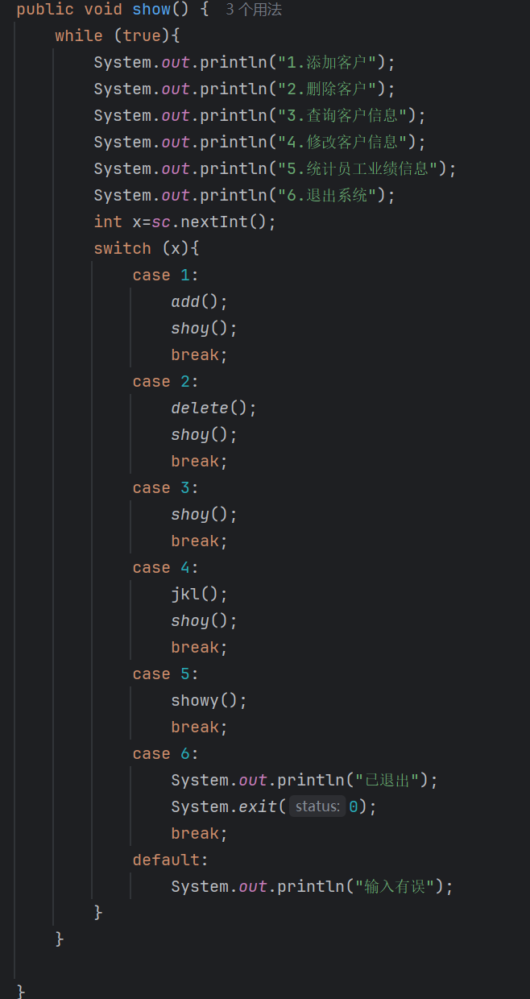 public void show() { 3 个用法
while (true){
System.out.println("1.添加客户");
System.out.println("2.删除客户");
System.out.println("3.查询客户信息");
System.out.println("4.修改客户信息");
System.out.println("5.统计员工业绩信息");
System.out.println("6.退出系统");
int x=sc.nextInt();
switch (x){
case 1:
add();
shoy();
break;
case 2:
delete();
shoy();
break;
case 3:
shoy();
break;
case 4:
jkl();
shoy();
break;
case 5:
showy();
break;
case 6:
System.out.println("已退出");
System.exit( status: 0);
break;
default:
System.out.println("输入有误");
}
}
}